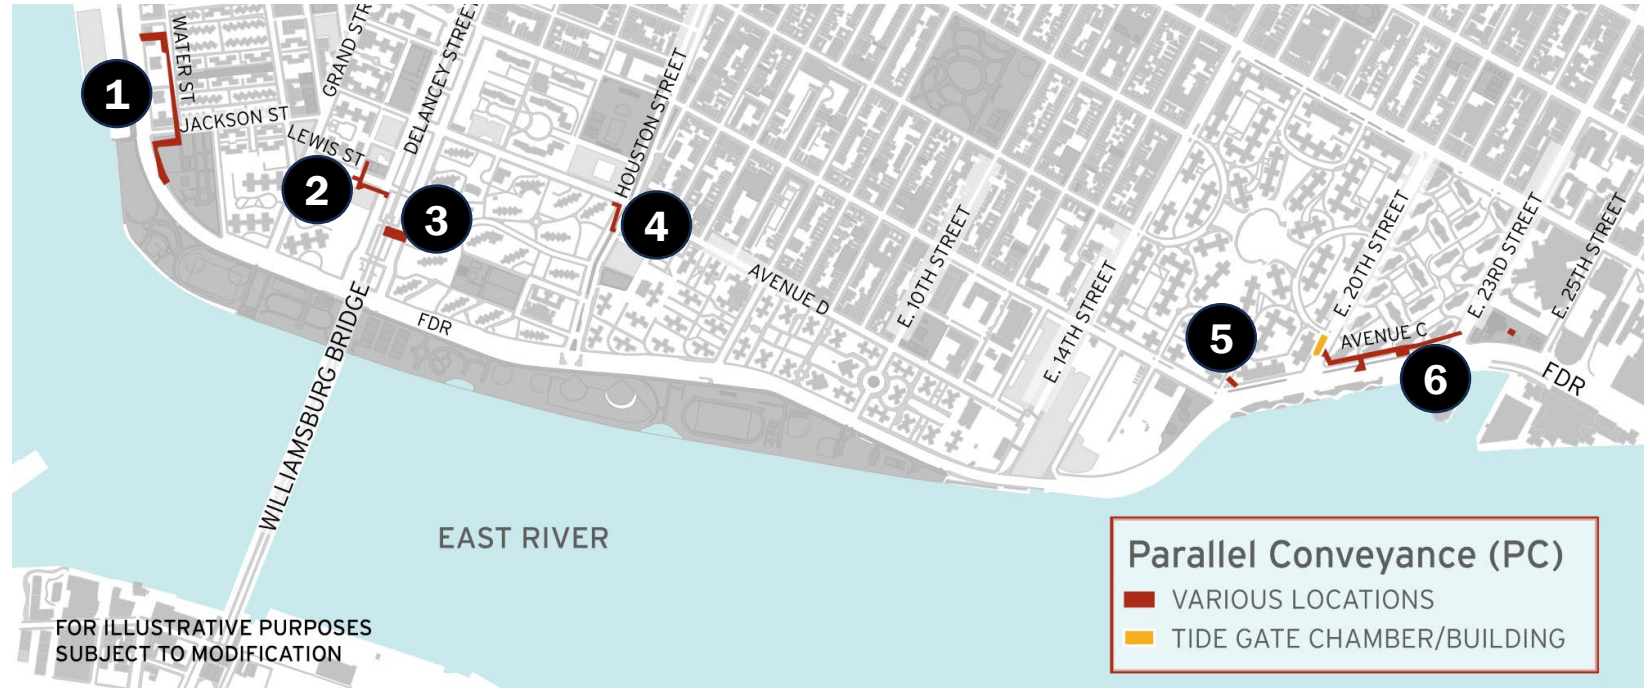 WATER ST
GRAND STR
DELANCEY STREE
1
JACKSON ST
LEWIS ST
HOUSTON STREET
2
3
4
AVENUE D
E. 10TH STREET
E. 14TH STREET
E. 20TH STREET
E. 23RD STREET
E. 25TH STREET
5
AVENUE C
6
FDR
FDR
WILLIAMSBURG BRIDGE
EAST RIVER
Parallel Conveyance (PC)
VARIOUS LOCATIONS
TIDE GATE CHAMBER/BUILDING
FOR ILLUSTRATIVE PURPOSES
SUBJECT TO MODIFICATION